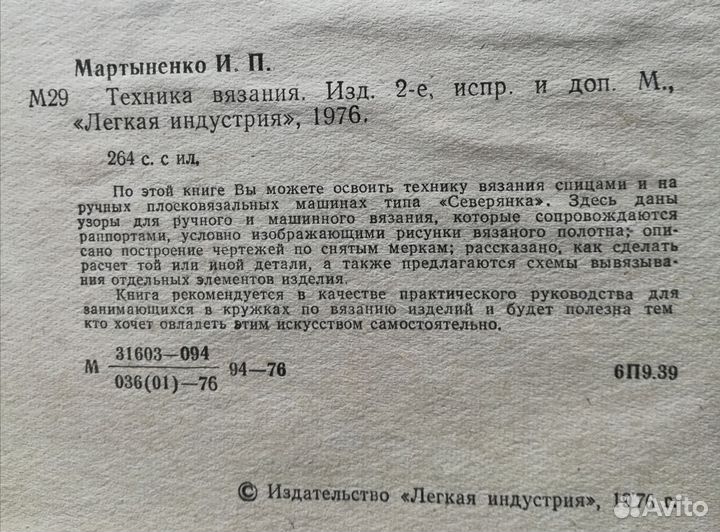 Мартыненко И. П.
М29 Техника вязания. Изд. 2-е, испр. и доп. М.,
«Легкая индустрия», 1976.
264 с. с ил.
По этой книге Вы можете освоить технику вязания спицами и на
ручных плосковязальных машинах типа «Северянка». Здесь даны
узоры для ручного и машинного вязания, которые сопровождаются
раппортами, условно изображающими рисунки вязаного полотна; опи-
сано построение чертежей по снятым меркам; рассказано, как сделать
расчет той или иной детали, а также предлагаются схемы вывязыва-
ния отдельных элементов изделия.
Книга рекомендуется в качестве практического руководства для
занимающихся в кружках по вязанию изделий и будет полезна тем
кто хочет овладеть этим искусством самостоятельно.
М 31603—094
036(01)—76 94—76 6П9.39
© Издательство «Легкая индустрия», 1976 г.
Avito